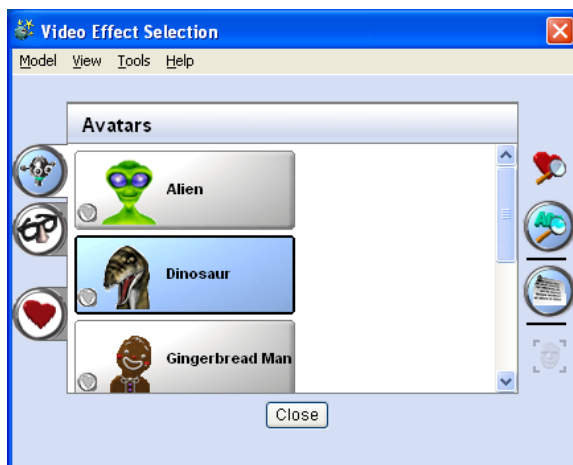 Video Effect Selection
Model View Tools Help
Avatars
Alien
Dinosaur
Gingerbread Man
Close